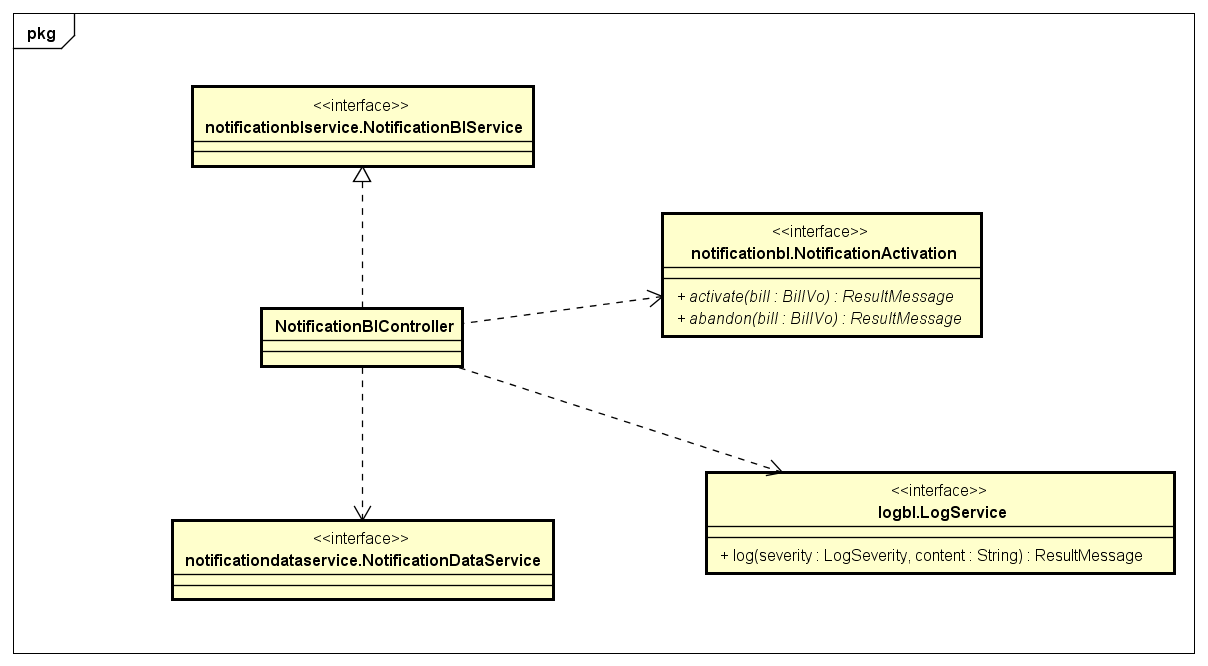 pkg
<<interface>>
notificationblservice.NotificationBlService
<<interface>>
notificationbl.NotificationActivation
+ activate(bill : BillVo) : ResultMessage
+ abandon(bill : BillVo) : ResultMessage
NotificationBlController
<<interface>>
logbl.LogService
+ log(severity : LogSeverity, content : String) : ResultMessage
<<interface>>
notificationdataservice.NotificationDataService